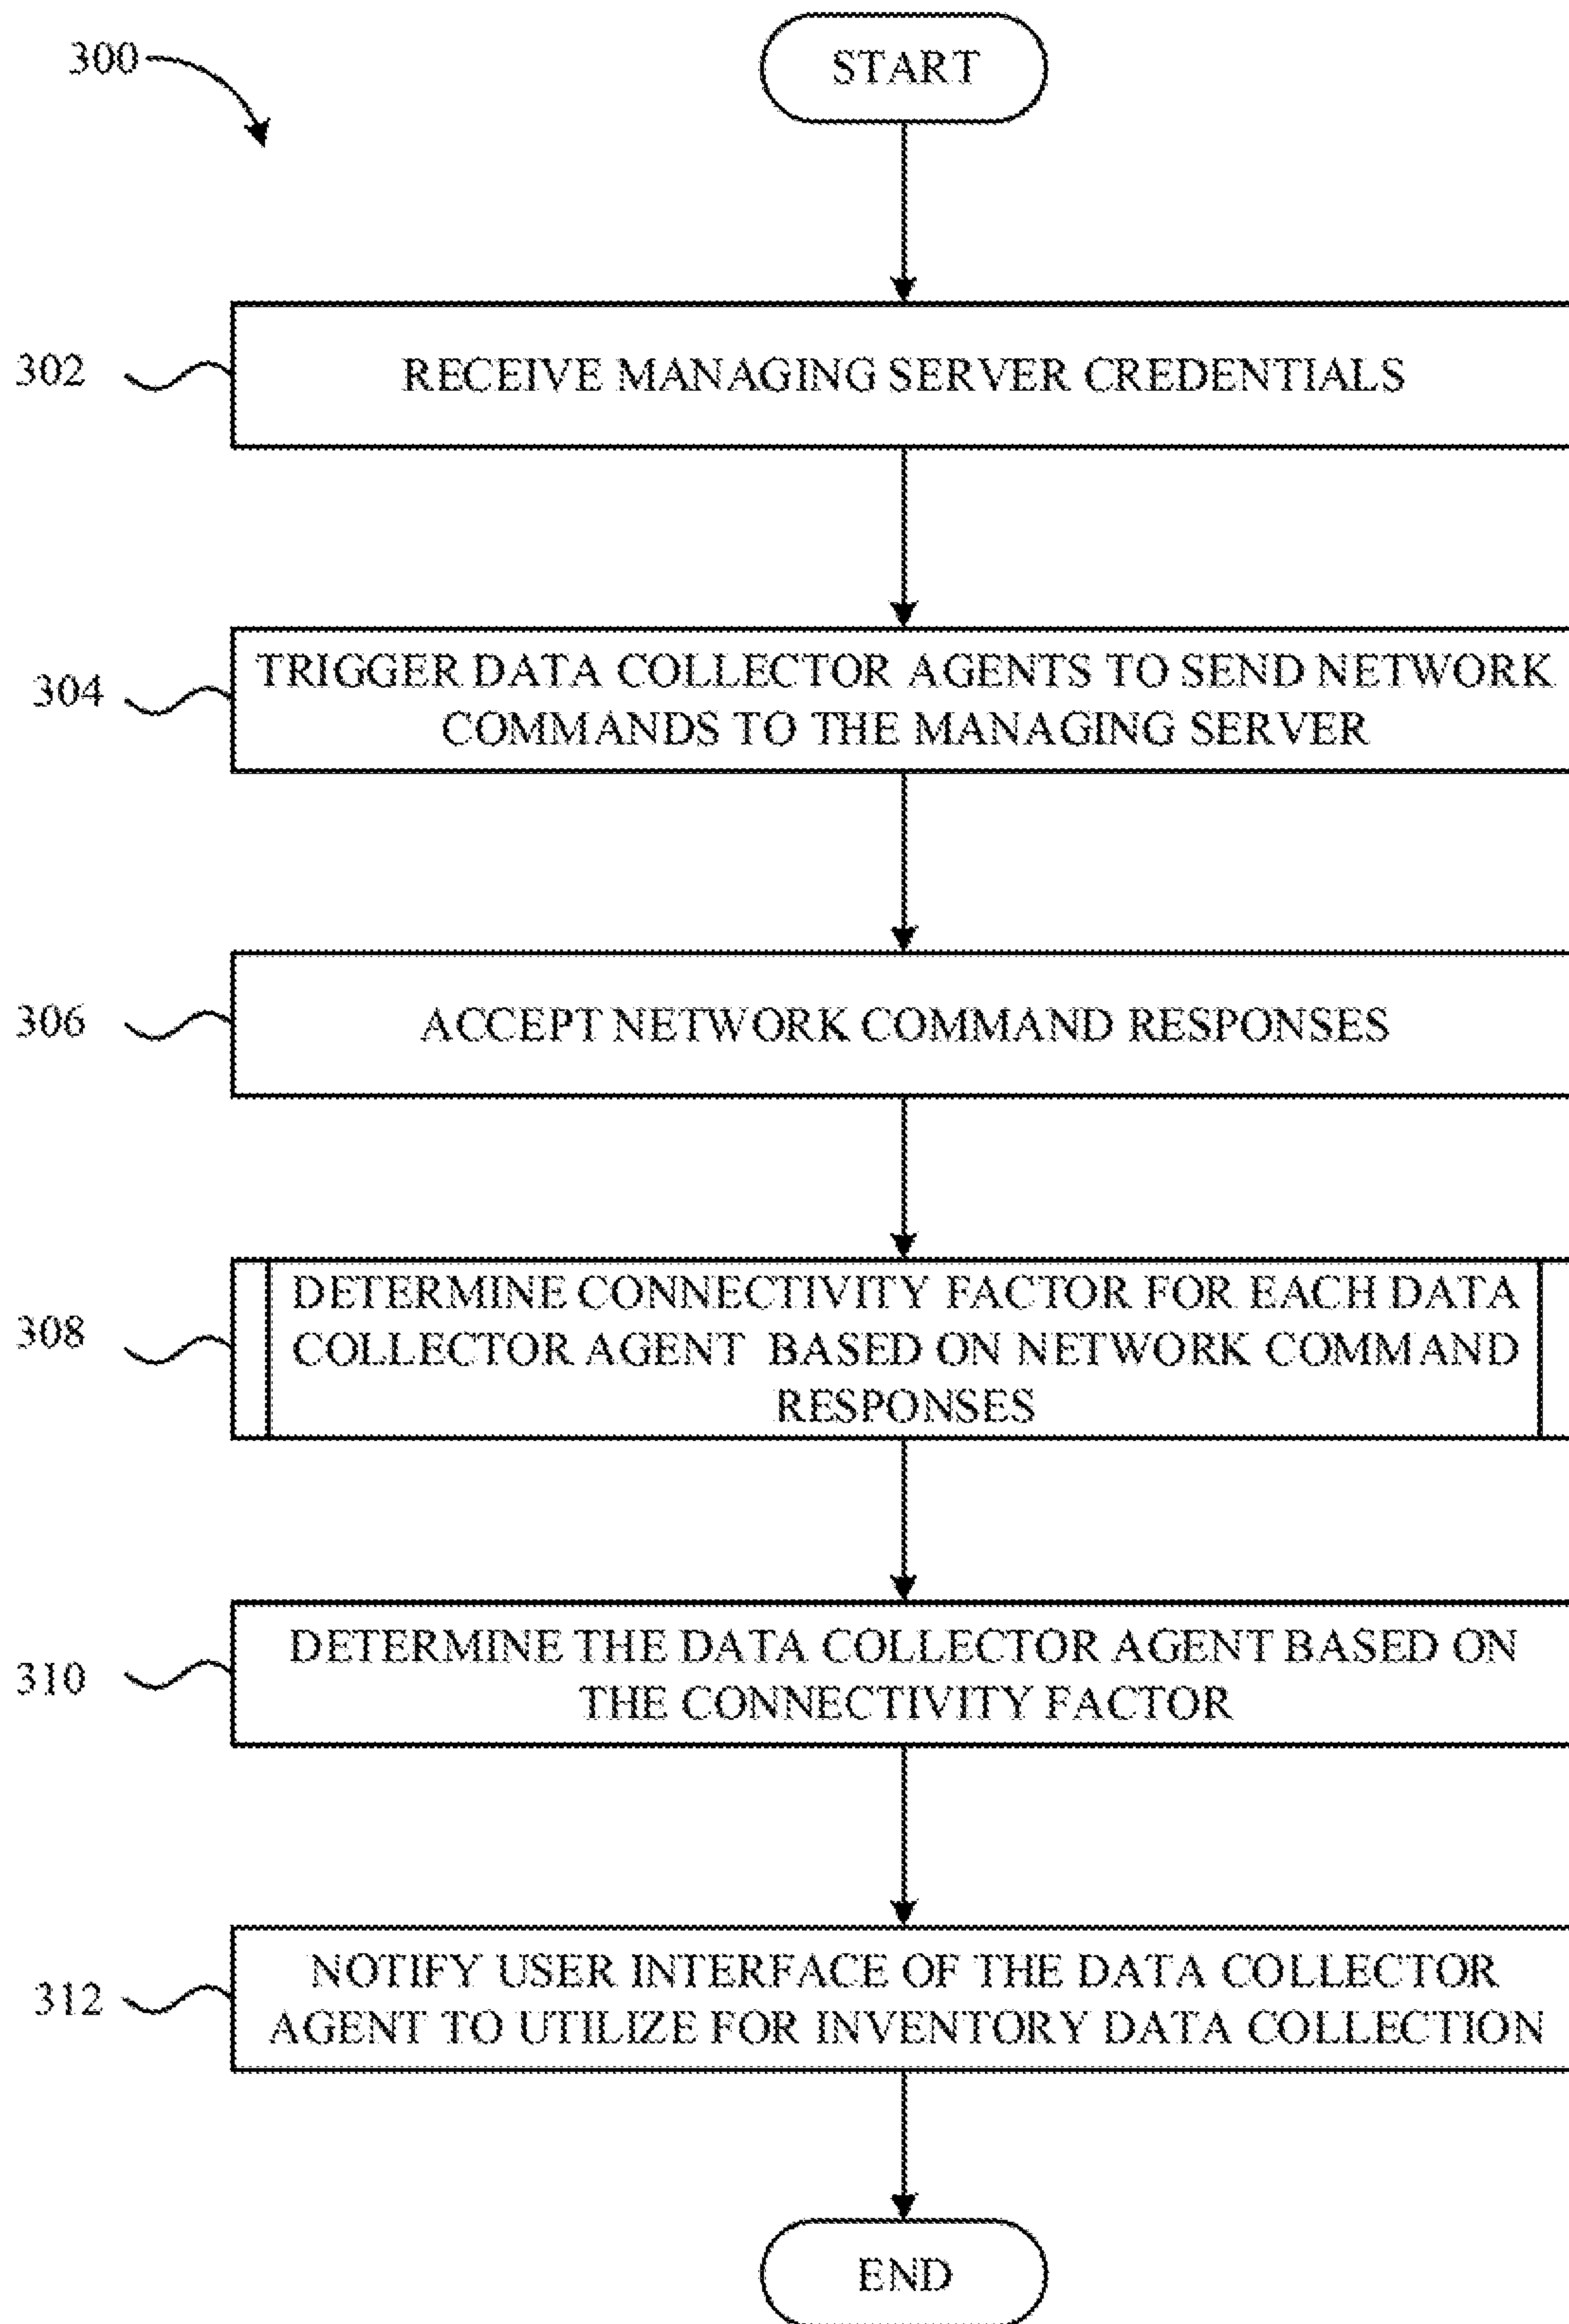 300
START
302
RECEIVE MANAGING SERVER CREDENTIALS
304
TRIGGER DATA COLLECTOR AGENTS TO SEND NETWORK
COMMANDS TO THE MANAGING SERVER
306
ACCEPT NETWORK COMMAND RESPONSES
308
DETERMINE CONNECTIVITY FACTOR FOR EACH DATA
COLLECTOR AGENT BASED ON NETWORK COMMAND
RESPONSES
310
DETERMINE THE DATA COLLECTOR AGENT BASED ON
THE CONNECTIVITY FACTOR
312
NOTIFY USER INTERFACE OF THE DATA COLLECTOR
AGENT TO UTILIZE FOR INVENTORY DATA COLLECTION
END